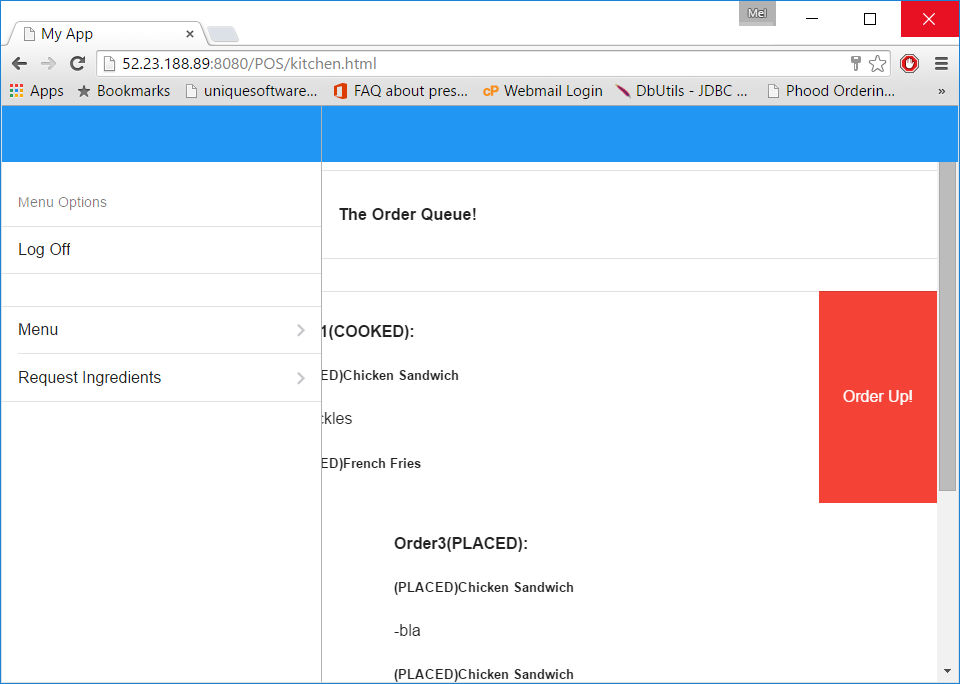 Mel
My App
52.23.188.89:8080/POS/kitchen.html
Apps Bookmarks uniquesoftware... FAQ about pres... cP Webmail Login DbUtils - JDBC ... Phood Orderin... »
Menu Options
Log Off
Menu
Request Ingredients
The Order Queue!
1(COOKED):
ED)Chicken Sandwich
ckles
ED)French Fries
Order Up!
Order3(PLACED):
(PLACED)Chicken Sandwich
-bla
(PLACED)Chicken Sandwich